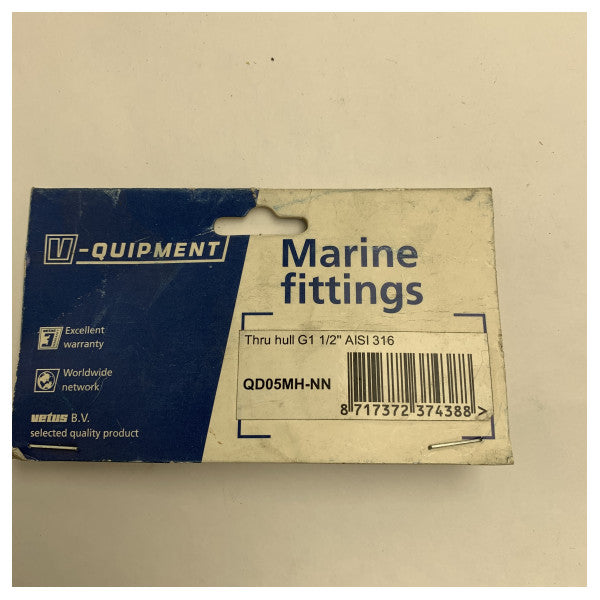 V-QUIPMENT
Marine
fittings
3
Excellent
warranty
Worldwide
network
vetus B.V.
selected quality product
Thru hull G1 1/2" AISI 316
QD05MH-NN
8 717372 374388 >